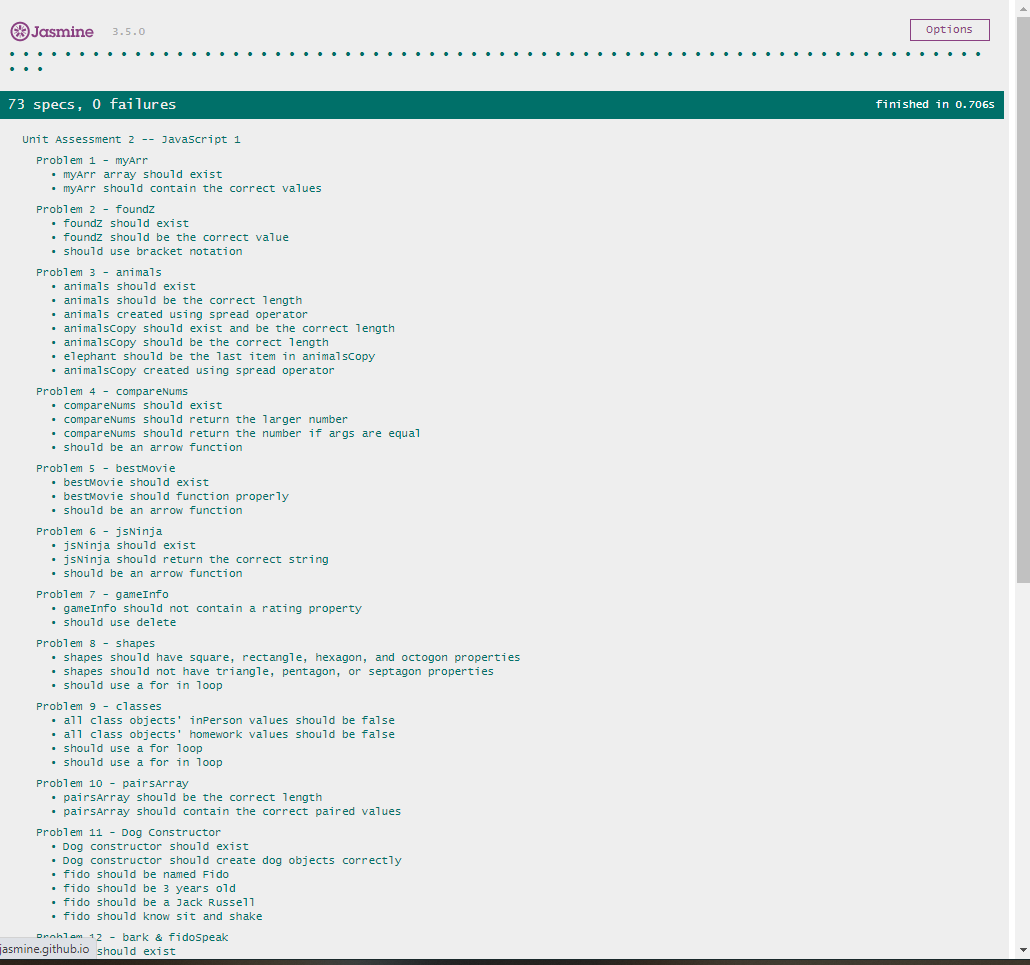 Jasmine 3.5.0 Options
73 specs, 0 failures finished in 0.706s
Unit Assessment 2 -- JavaScript 1
Problem 1 - myArr
• myArr array should exist
• myArr should contain the correct values
Problem 2 - foundZ
• foundZ should exist
• foundZ should be the correct value
• should use bracket notation
Problem 3 - animals
• animals should exist
• animals should be the correct length
• animals created using spread operator
• animalsCopy should exist and be the correct length
• animalsCopy should be the correct length
• elephant should be the last item in animalsCopy
• animalsCopy created using spread operator
Problem 4 - compareNums
• compareNums should exist
• compareNums should return the larger number
• compareNums should return the number if args are equal
• should be an arrow function
Problem 5 - bestMovie
• bestMovie should exist
• bestMovie should function properly
• should be an arrow function
Problem 6 - jsNinja
• jsNinja should exist
• jsNinja should return the correct string
• should be an arrow function
Problem 7 - gameInfo
• gameInfo should not contain a rating property
• should use delete
Problem 8 - shapes
• shapes should have square, rectangle, hexagon, and octogon properties
• shapes should not have triangle, pentagon, or septagon properties
• should use a for in loop
Problem 9 - classes
• all class objects' inPerson values should be false
• all class objects' homework values should be false
• should use a for loop
• should use a for in loop
Problem 10 - pairsArray
• pairsArray should be the correct length
• pairsArray should contain the correct paired values
Problem 11 - Dog Constructor
• Dog constructor should exist
• Dog constructor should create dog objects correctly
• fido should be named Fido
• fido should be 3 years old
• fido should be a Jack Russell
• fido should know sit and shake
Problem 12 - bark & fidoSpeak
should exist
jasmine.github.io